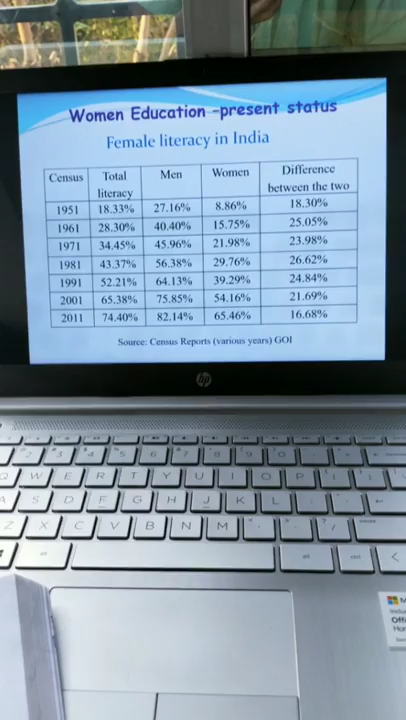 Women Education -present status
Female literacy in India
Census Total literacy Men Women Difference between the two
1951 18.33% 27.16% 8.86% 18.30%
1961 28.30% 40.40% 15.75% 25.05%
1971 34.45% 45.96% 21.98% 23.98%
1981 43.37% 56.38% 29.76% 26.62%
1991 52.21% 64.13% 39.29% 24.84%
2001 65.38% 75.85% 54.16% 21.69%
2011 74.40% 82.14% 65.46% 16.68%
Source: Census Reports (various years) GOI
hp
Q W E R T Y U I O P
A S D F G H J K L
Z X C V B N M
alt alt ctrl